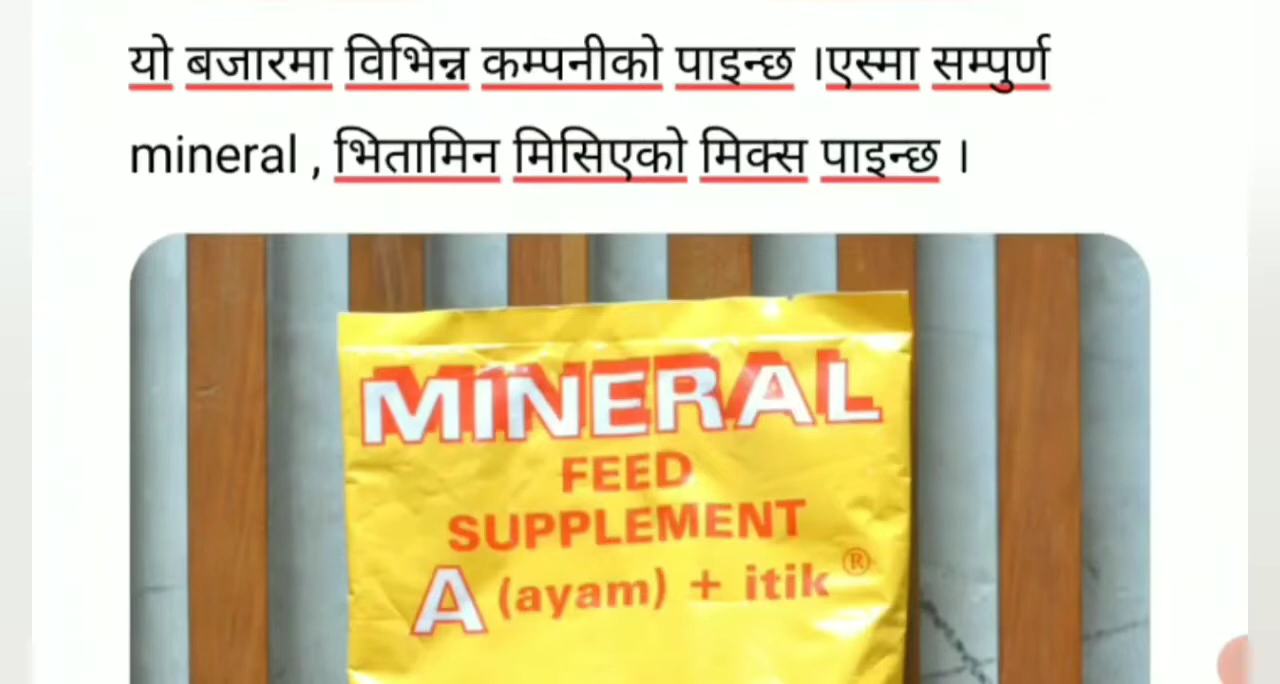 यो बजारमा विभिन्न कम्पनीको पाइन्छ ।एस्मा सम्पुर्ण
mineral , भितामिन मिसिएको मिक्स पाइन्छ ।
MINERAL
FEED
SUPPLEMENT
A (ayam) + itik ®